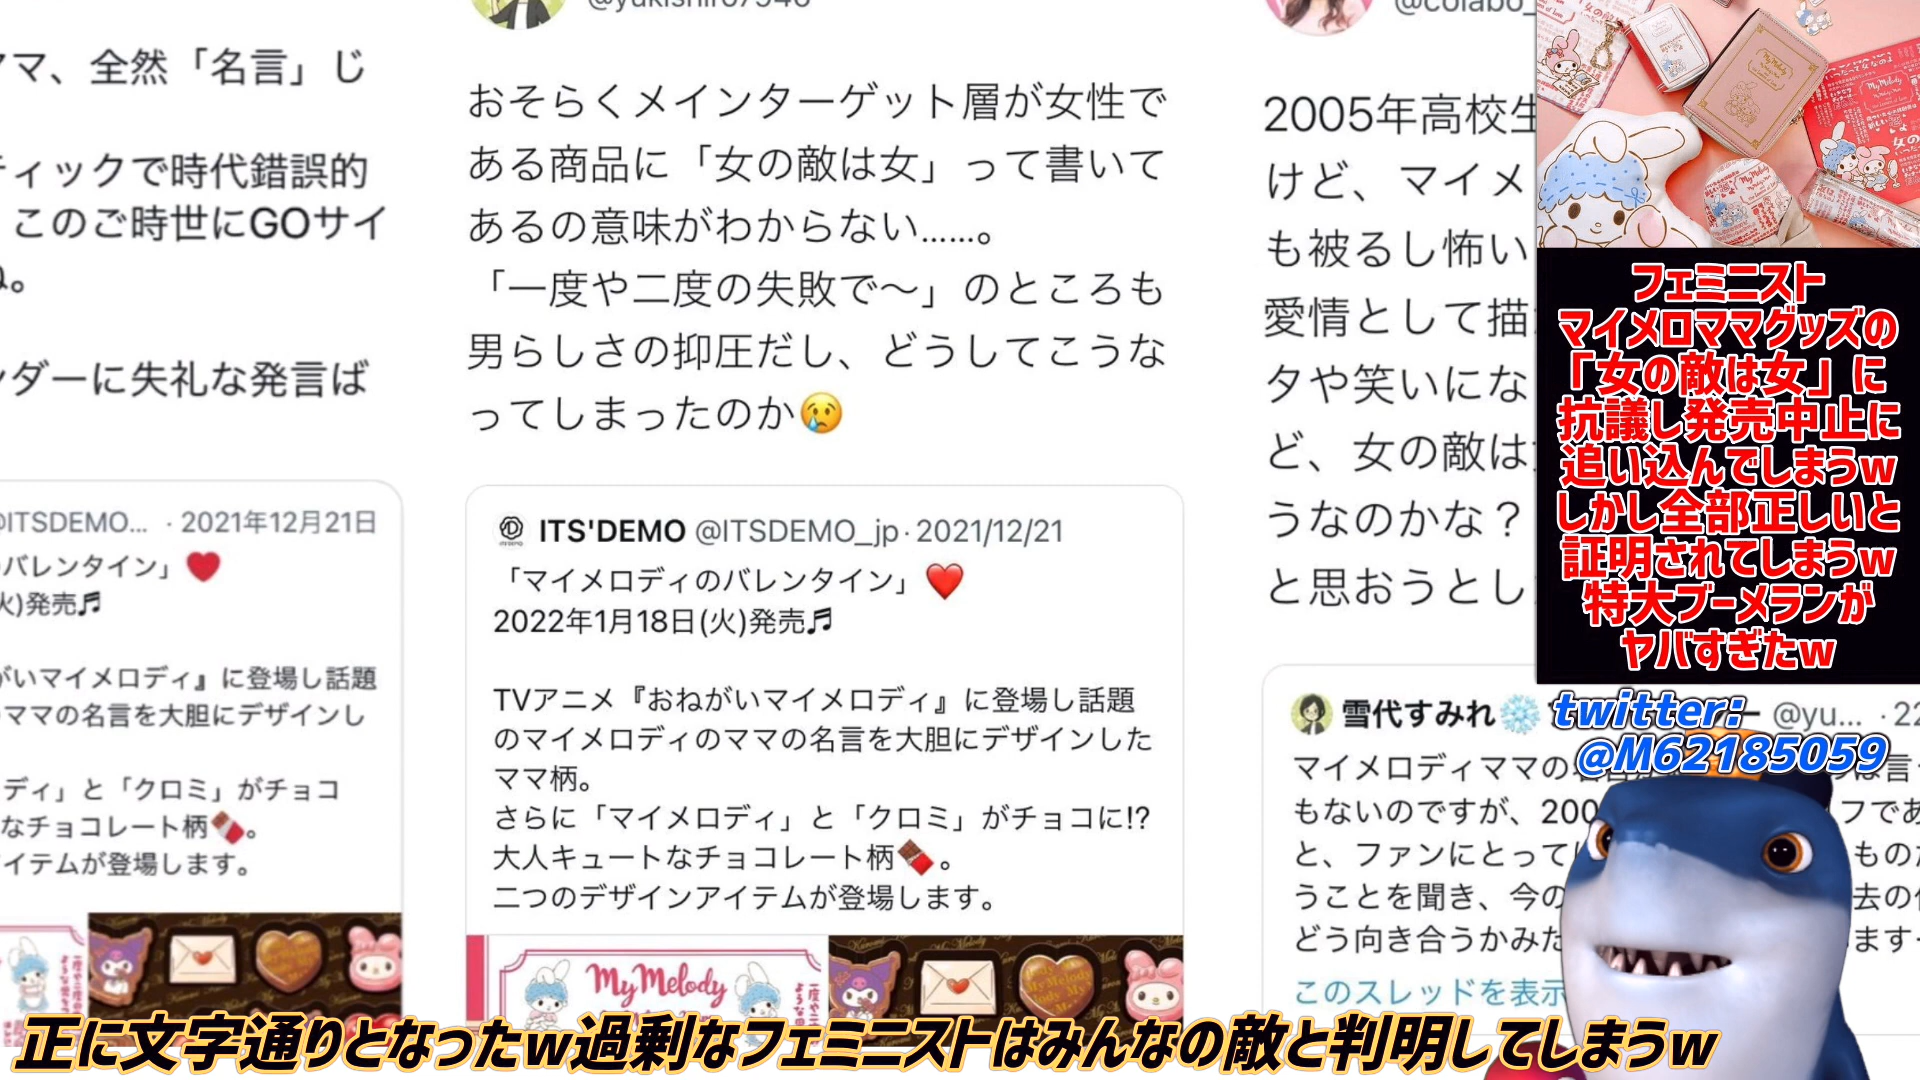 ママ、全然「名言」じ
ティックで時代錯誤的
、このご時世にGOサイ
ね。
ンダーに失礼な発言ば
@ITSDEMO... · 2021年12月21日
バレンタイン」❤️
火)発売🎵
がいマイメロディ』に登場し話題
ママの名言を大胆にデザインし
ディ」と「クロミ」がチョコ
なチョコレート柄🍫。
イテムが登場します。
@yukishiro7946
おそらくメインターゲット層が女性で
ある商品に「女の敵は女」って書いて
あるの意味がわからない……。
「一度や二度の失敗で〜」のところも
男らしさの抑圧だし、どうしてこうな
ってしまったのか😢
ITS'DEMO @ITSDEMO_jp · 2021/12/21
「マイメロディのバレンタイン」❤️
2022年1月18日(火)発売🎵
TVアニメ『おねがいマイメロディ』に登場し話題
のマイメロディのママの名言を大胆にデザインした
ママ柄。
さらに「マイメロディ」と「クロミ」がチョコに!?
大人キュートなチョコレート柄🍫。
二つのデザインアイテムが登場します。
My Melody
@colabo_
2005年高校生
けど、マイメ
も被るし怖い
愛情として描
タや笑いにな
ど、女の敵は
うなのかな？
と思おうとし
雪代すみれ❄️ @yu... · 22
マイメロディママの
もないのですが、200
と、ファンにとって
うことを聞き、今の
どう向き合うかみた
このスレッドを表示
フェミニスト
マイメロママグッズの
「女の敵は女」に
抗議し発売中止に
追い込んでしまうw
しかし全部正しいと
証明されてしまうw
特大ブーメランが
ヤバすぎたw
twitter:
@M62185059
正に文字通りとなったw過剰なフェミニストはみんなの敵と判明してしまうw